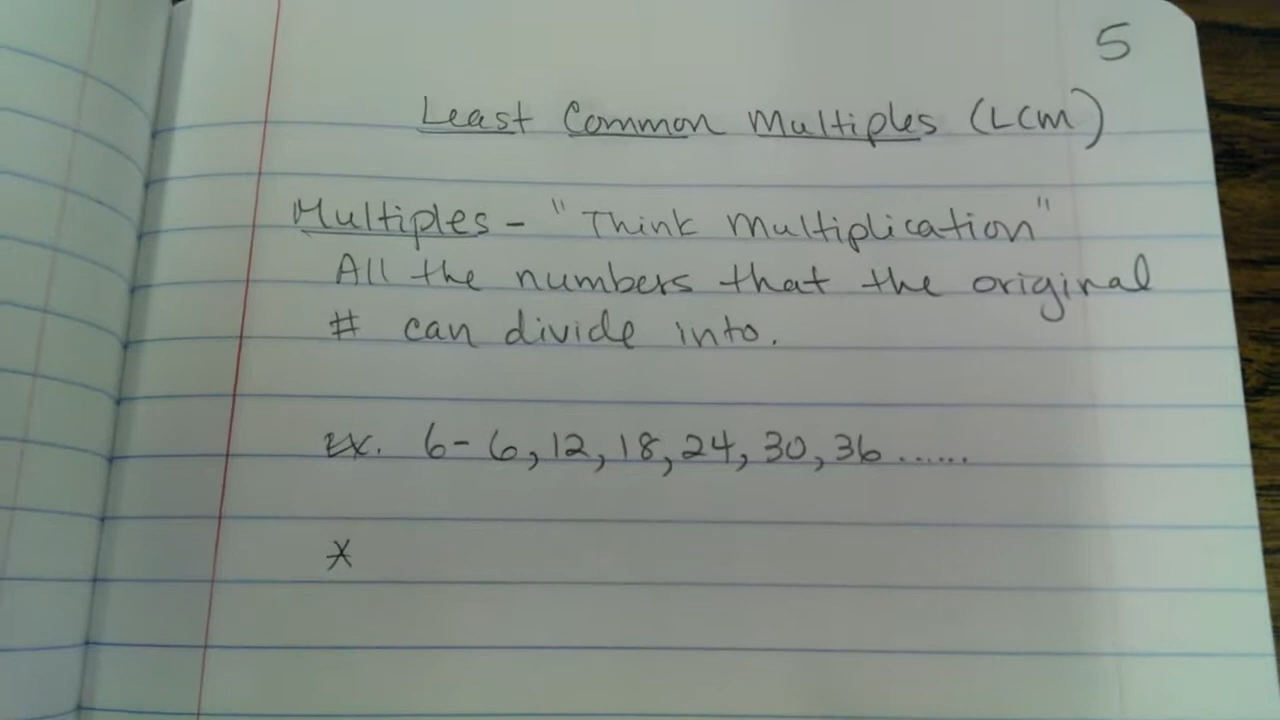 5
Least Common Multiples (LCM)
Multiples - "Think Multiplication"
All the numbers that the original
# can divide into.
ex. 6 - 6, 12, 18, 24, 30, 36 ......
*